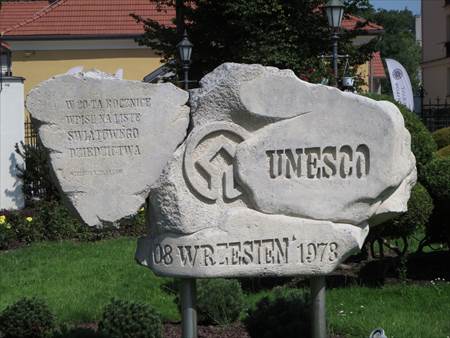 W 20-TĄ ROCZNICĘ
WPISU NA LISTĘ
ŚWIATOWEGO
DZIEDZICTWA
UNESCO
08 WRZESIEŃ 1978